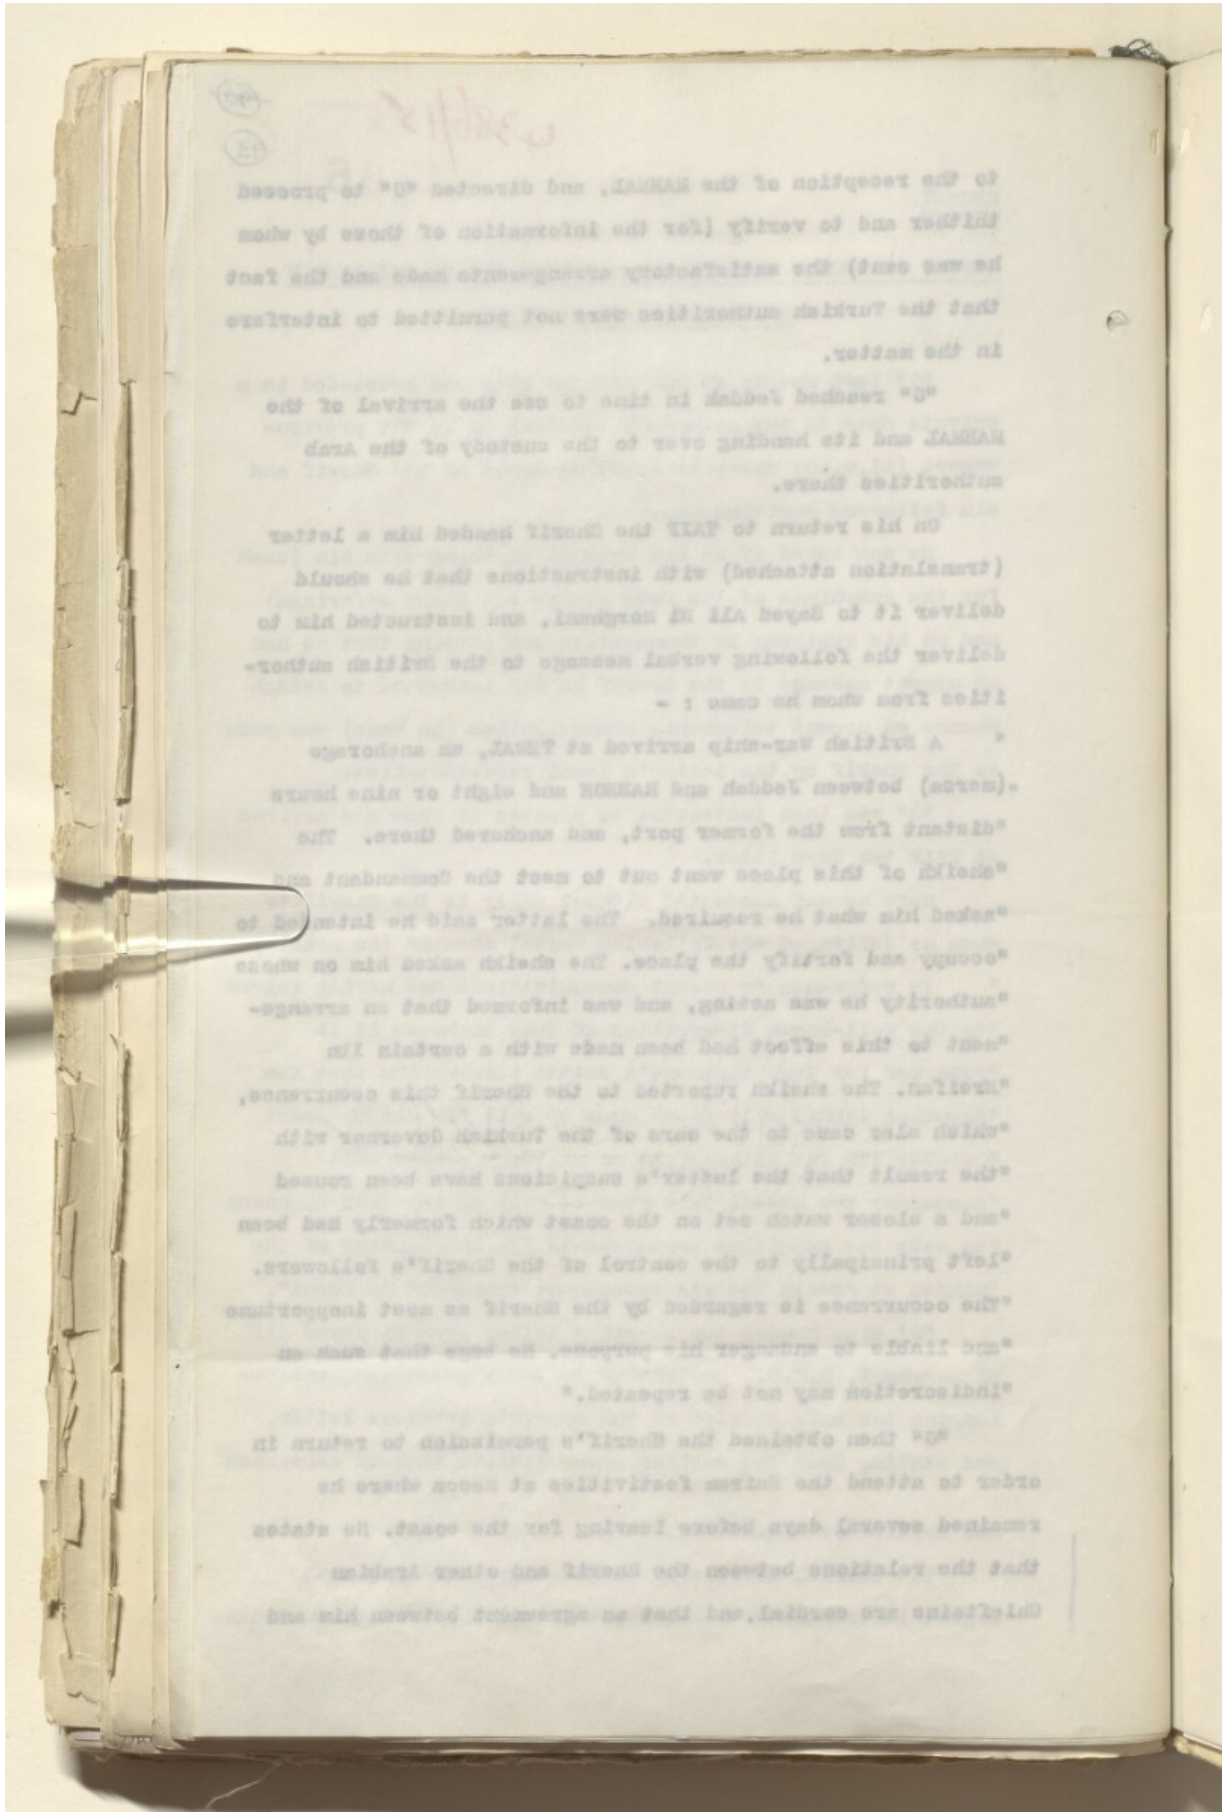 to the reception of the MAHMAL, and directed "G" to proceed
thither and to verify (for the information of those by whom
he was sent) the satisfactory arrangements made and the fact
that the Turkish authorities were not permitted to interfere
in the matter.
"G" reached Jeddah in time to see the arrival of the
MAHMAL and its handing over to the custody of the Arab
authorities there.
On his return to TAIF the Sherif handed him a letter
(translation attached) with instructions that he should
deliver it to Sayed Ali El Morghani, and instructed him to
deliver the following verbal message to the British author-
ities from whom he came : -
" A British War-ship arrived at THWAL, an anchorage
"(mersa) between Jeddah and and eight or nine hours
"distant from the former port, and anchored there. The
"sheikh of this place went out to meet the Commandant and
"asked him what he required. The latter said he intended to
"occupy and fortify the place. The sheikh asked him on whose
"authority he was acting, and was informed that an arrange-
"ment to this effect had been made with a certain Ibn
The sheikh reported to the Sherif this occurrence,
"which also came to the ears of the Turkish Governor with
"the result that the latter's suspicions have been roused
"and a closer watch set on the coast which formerly had been
"left principally to the control of the Sherif's followers.
"The occurrence is regarded by the Sherif as most inopportune
"and liable to endanger his purpose. He begs that such an
"indiscretion may not be repeated."
"G" then obtained the Sherif's permission to return in
order to attend the Bairam festivities at Mecca where he
remained several days before leaving for the coast. He states
that the relations between the Sherif and other Arabian
Chieftains are cordial, and that an agreement between him and